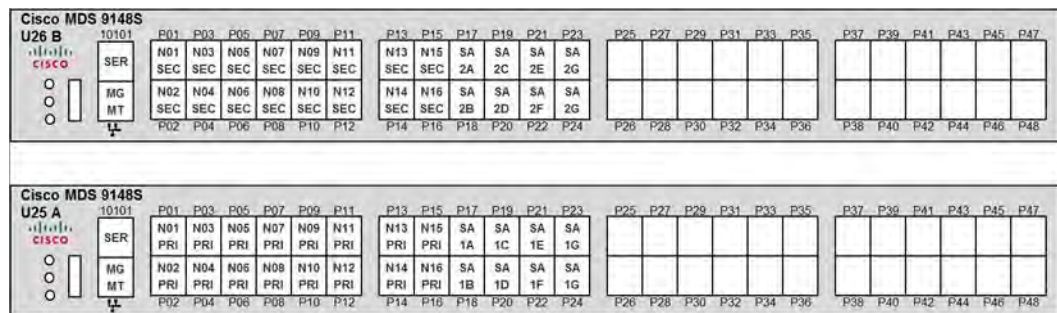 Cisco MDS 9148S
U26 B 10101 P01 P03 P05 P07 P09 P11 P13 P15 P17 P19 P21 P23 P25 P27 P29 P31 P33 P35 P37 P39 P41 P43 P45 P47
CISCO SER N01 N03 N05 N07 N09 N11 N13 N15 SA SA SA SA
SEC SEC SEC SEC SEC SEC SEC SEC 2A 2C 2E 2G
MG N02 N04 N06 N08 N10 N12 N14 N16 SA SA SA SA
MT SEC SEC SEC SEC SEC SEC SEC SEC 2B 2D 2F 2G
P02 P04 P06 P08 P10 P12 P14 P16 P18 P20 P22 P24 P26 P28 P30 P32 P34 P36 P38 P40 P42 P44 P46 P48
Cisco MDS 9148S
U25 A 10101 P01 P03 P05 P07 P09 P11 P13 P15 P17 P19 P21 P23 P25 P27 P29 P31 P33 P35 P37 P39 P41 P43 P45 P47
CISCO SER N01 N03 N05 N07 N09 N11 N13 N15 SA SA SA SA
PRI PRI PRI PRI PRI PRI PRI PRI 1A 1C 1E 1G
MG N02 N04 N06 N08 N10 N12 N14 N16 SA SA SA SA
MT PRI PRI PRI PRI PRI PRI PRI PRI 1B 1D 1F 1G
P02 P04 P06 P08 P10 P12 P14 P16 P18 P20 P22 P24 P26 P28 P30 P32 P34 P36 P38 P40 P42 P44 P46 P48